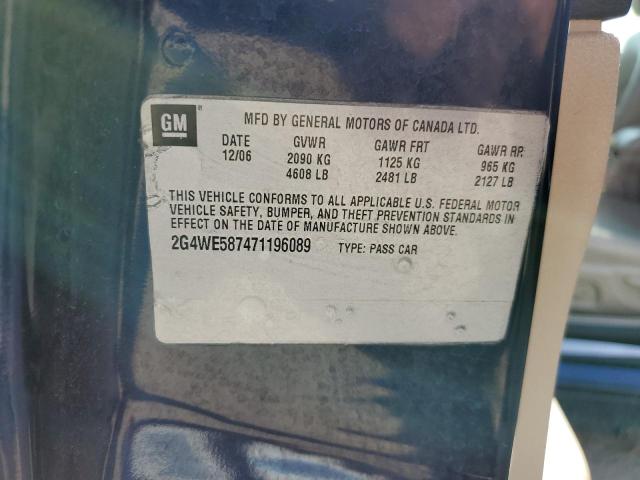 GM MFD BY GENERAL MOTORS OF CANADA LTD.
DATE GVWR GAWR FRT GAWR RR
12/06 2090 KG 1125 KG 965 KG
4608 LB 2481 LB 2127 LB
THIS VEHICLE CONFORMS TO ALL APPLICABLE U.S. FEDERAL MOTOR
VEHICLE SAFETY, BUMPER, AND THEFT PREVENTION STANDARDS IN
EFFECT ON THE DATE OF MANUFACTURE SHOWN ABOVE.
2G4WE587471196089 TYPE: PASS CAR